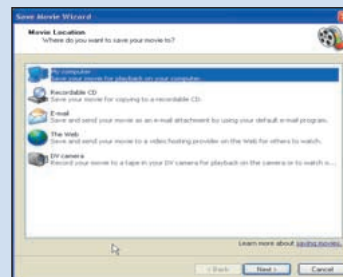 Save Movie Wizard
Movie Location
Where do you want to save your movie to?
My computer
Save your movie for playback on your computer.
Recordable CD
Save your movie for copying to a recordable CD.
E-mail
Save and send your movie as an e-mail attachment by using your default e-mail program.
The Web
Save and send your movie to a video hosting provider on the Web for others to watch.
DV camera
Record your movie to a tape in your DV camera for playback on the camera or to watch o...
Learn more about saving movies.
< Back
Next >
Cancel